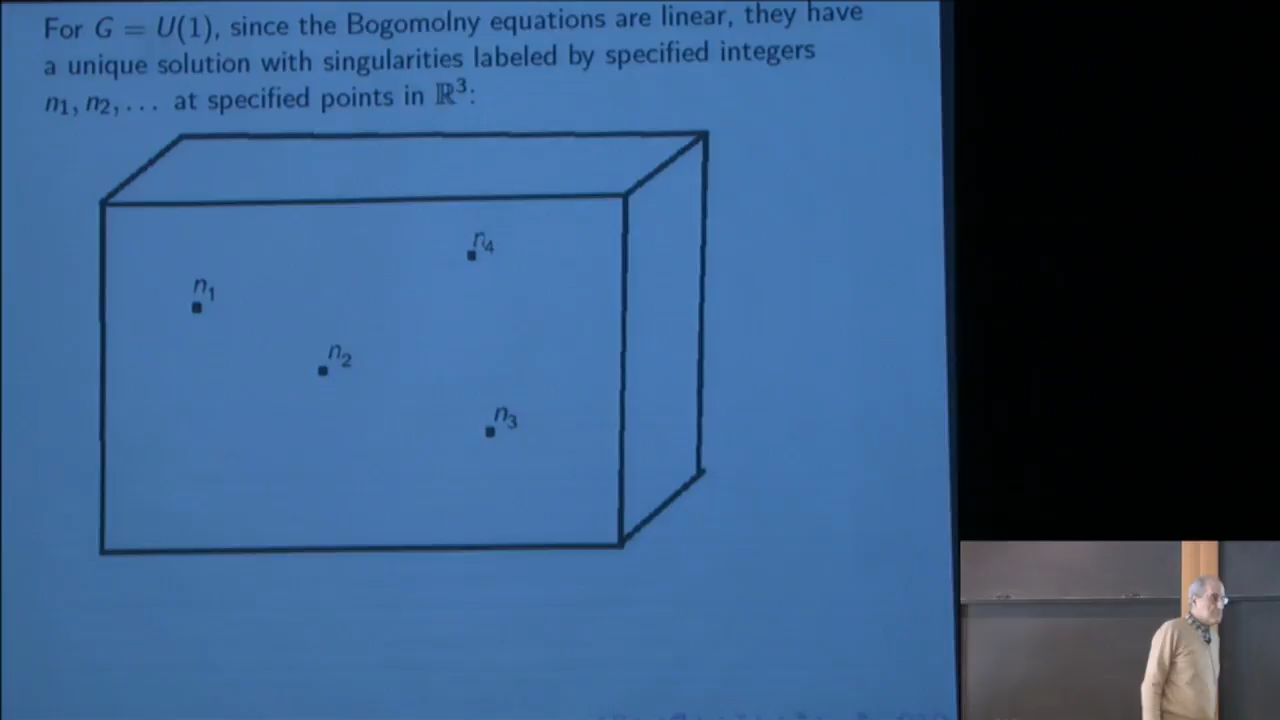 For G = U(1), since the Bogomolny equations are linear, they have
a unique solution with singularities labeled by specified integers
n₁, n₂, . . . at specified points in ℝ³:
n₄
n₁
n₂
n₃